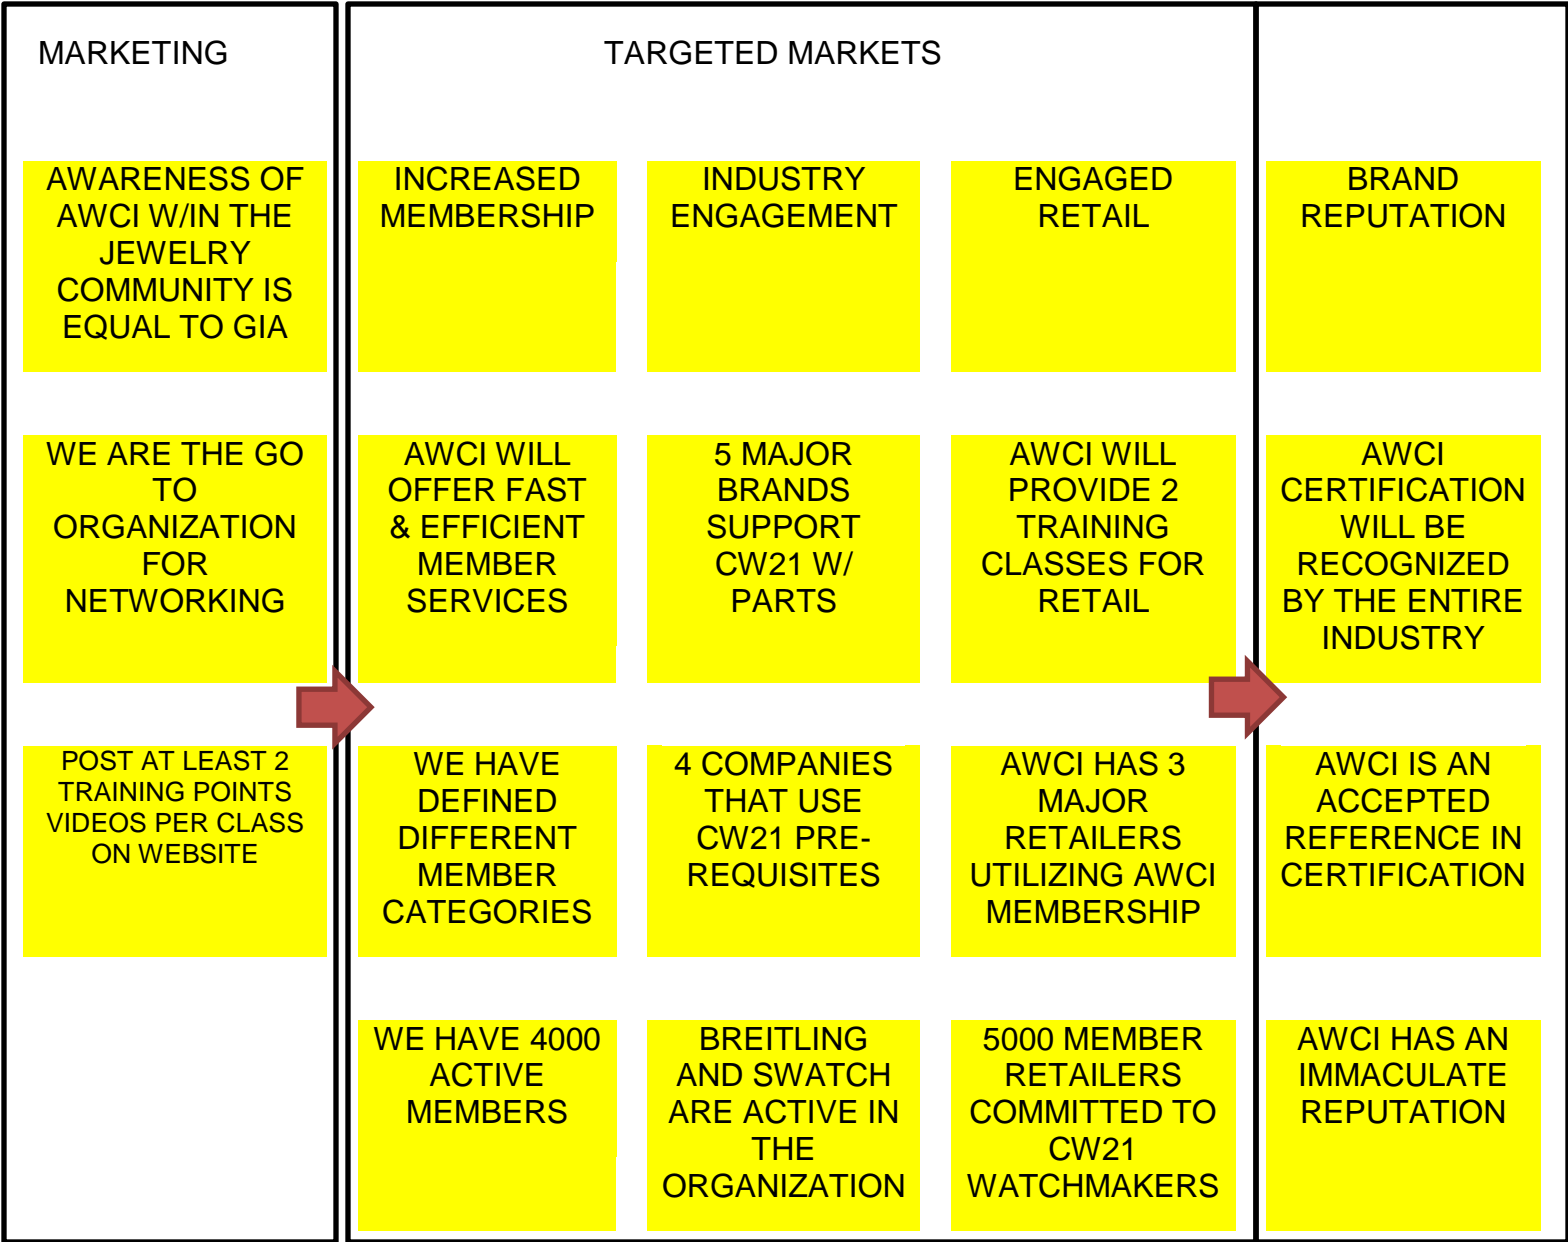 MARKETING
TARGETED MARKETS
AWARENESS OF
AWCI W/IN THE
JEWELRY
COMMUNITY IS
EQUAL TO GIA
INCREASED
MEMBERSHIP
INDUSTRY
ENGAGEMENT
ENGAGED
RETAIL
BRAND
REPUTATION
WE ARE THE GO
TO
ORGANIZATION
FOR
NETWORKING
AWCI WILL
OFFER FAST
& EFFICIENT
MEMBER
SERVICES
5 MAJOR
BRANDS
SUPPORT
CW21 W/
PARTS
AWCI WILL
PROVIDE 2
TRAINING
CLASSES FOR
RETAIL
AWCI
CERTIFICATION
WILL BE
RECOGNIZED
BY THE ENTIRE
INDUSTRY
POST AT LEAST 2
TRAINING POINTS
VIDEOS PER CLASS
ON WEBSITE
WE HAVE
DEFINED
DIFFERENT
MEMBER
CATEGORIES
4 COMPANIES
THAT USE
CW21 PRE-
REQUISITES
AWCI HAS 3
MAJOR
RETAILERS
UTILIZING AWCI
MEMBERSHIP
AWCI IS AN
ACCEPTED
REFERENCE IN
CERTIFICATION
WE HAVE 4000
ACTIVE
MEMBERS
BREITLING
AND SWATCH
ARE ACTIVE IN
THE
ORGANIZATION
5000 MEMBER
RETAILERS
COMMITTED TO
CW21
WATCHMAKERS
AWCI HAS AN
IMMACULATE
REPUTATION